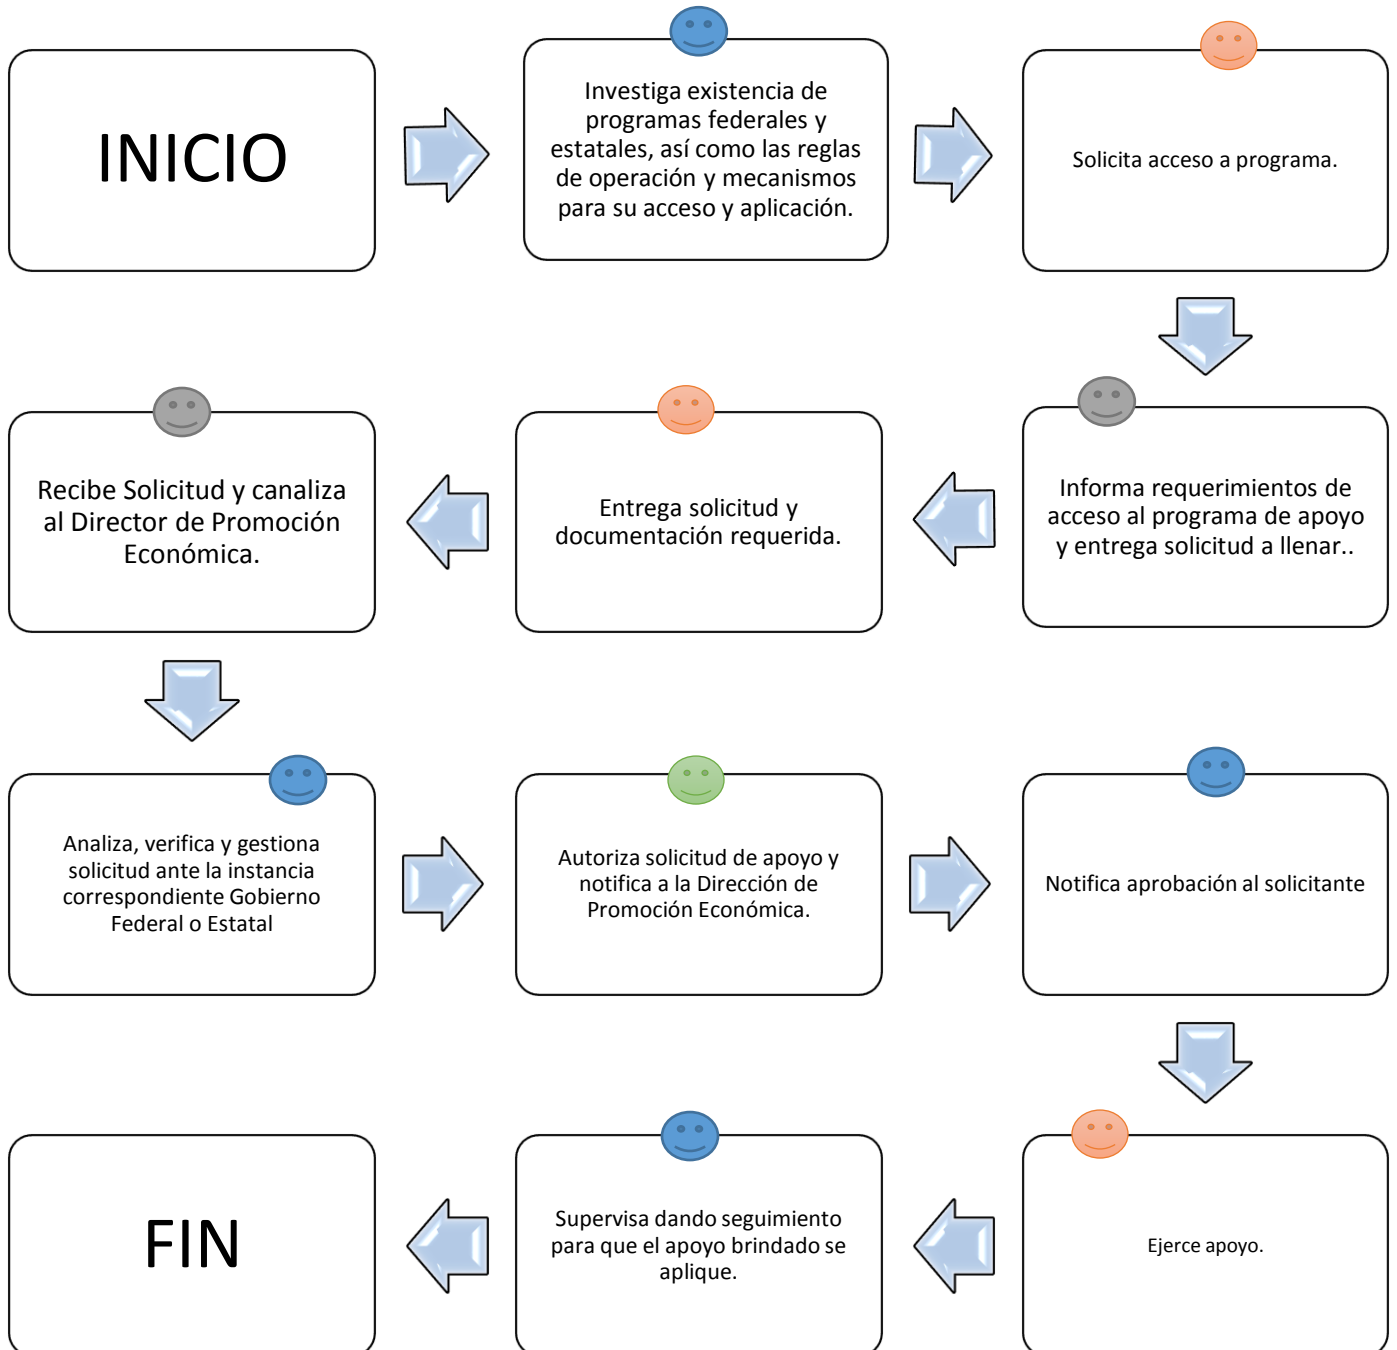 INICIO
Investiga existencia de
programas federales y
estatales, así como las reglas
de operación y mecanismos
para su acceso y aplicación.
Solicita acceso a programa.
Informa requerimientos de
acceso al programa de apoyo
y entrega solicitud a llenar..
Entrega solicitud y
documentación requerida.
Recibe Solicitud y canaliza
al Director de Promoción
Económica.
Analiza, verifica y gestiona
solicitud ante la instancia
correspondiente Gobierno
Federal o Estatal
Autoriza solicitud de apoyo y
notifica a la Dirección de
Promoción Económica.
Notifica aprobación al solicitante
Ejerce apoyo.
Supervisa dando seguimiento
para que el apoyo brindado se
aplique.
FIN